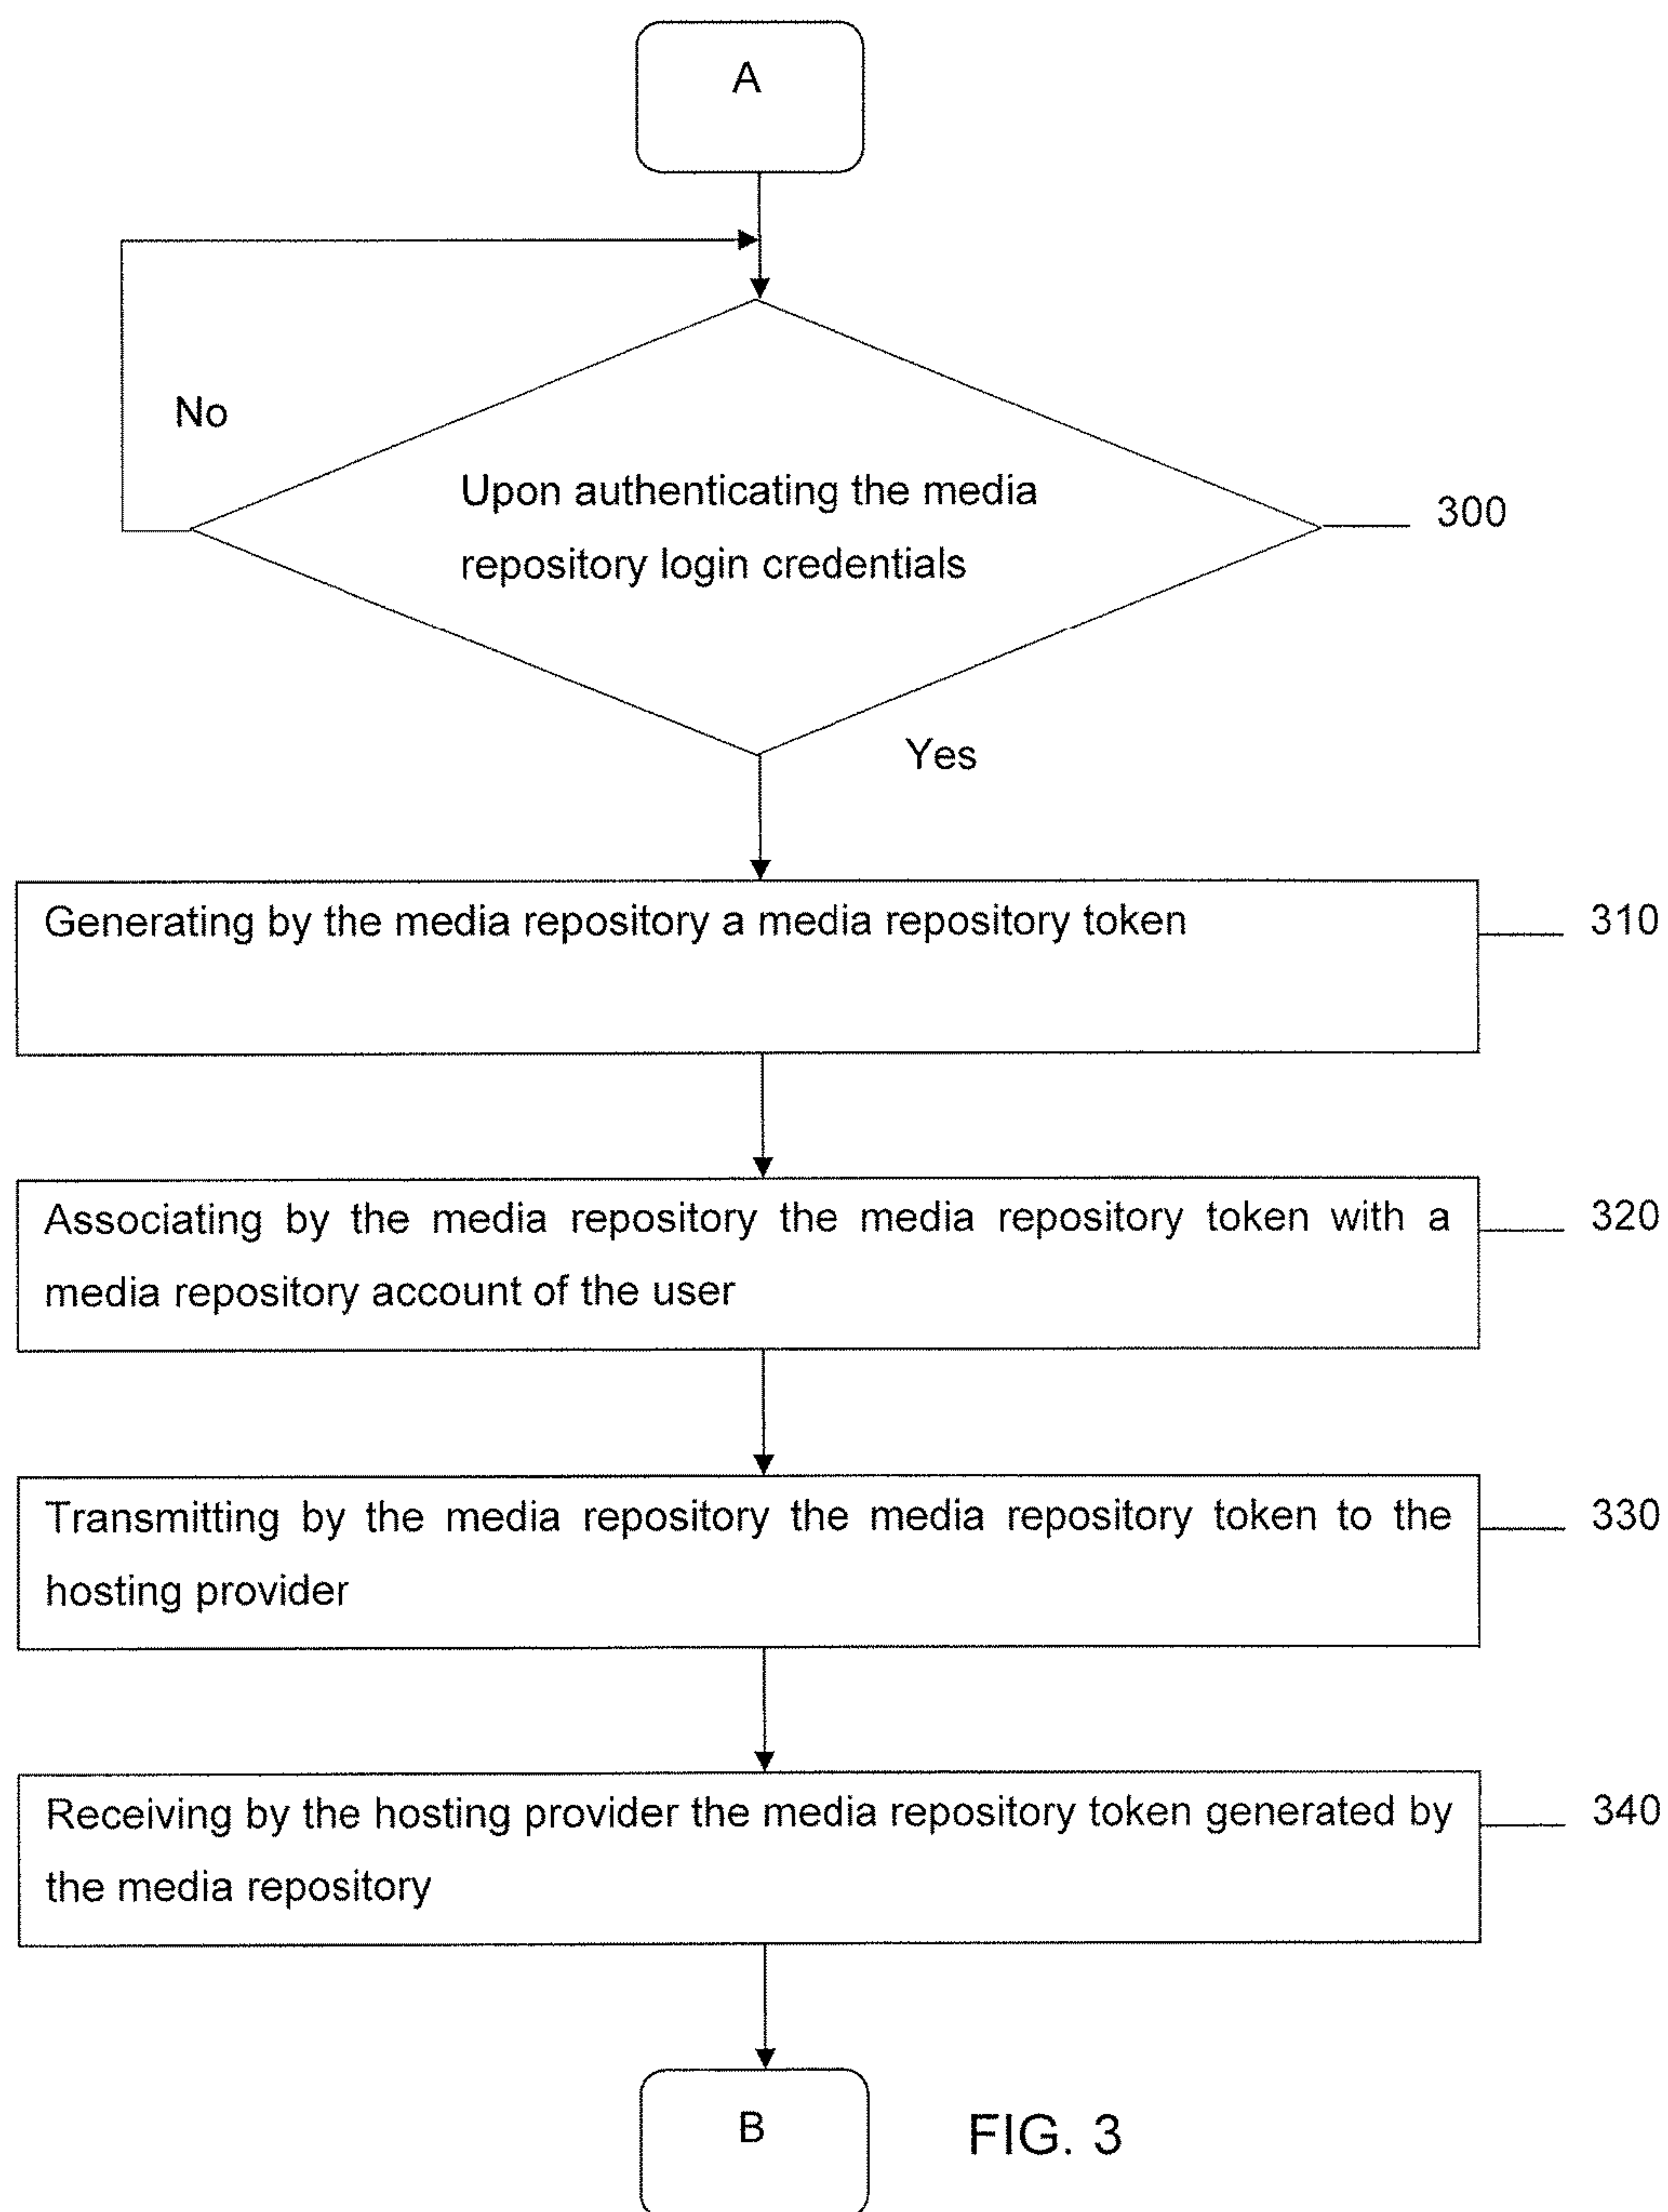 A
No
Upon authenticating the media
repository login credentials
300
Yes
Generating by the media repository a media repository token
310
Associating by the media repository the media repository token with a
media repository account of the user
320
Transmitting by the media repository the media repository token to the
hosting provider
330
Receiving by the hosting provider the media repository token generated by
the media repository
340
B
FIG. 3